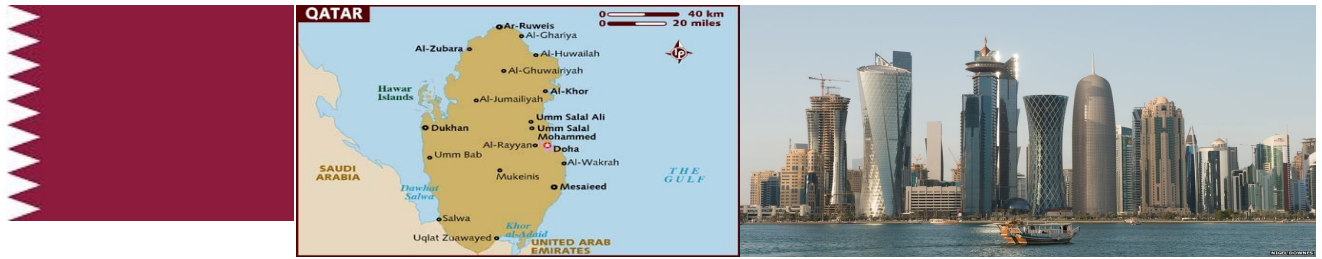 QATAR
0 40 km
0 20 miles
Ar-Ruweis
Al-Ghariya
Al-Zubara
Al-Huwailah
Al-Ghuwairiyah
Hawar
Islands
Al-Khor
Al-Jumailiyah
Umm Salal Ali
Dukhan
Umm Salal
Mohammed
Al-Rayyan
Doha
Umm Bab
Al-Wakrah
SAUDI
ARABIA
Mukeinis
THE
GULF
Dawhat
Salwa
Mesaieed
Salwa
Khor
al-Adaid
Uqlat Zuawayed
UNITED ARAB
EMIRATES
NIGEL DOWNES